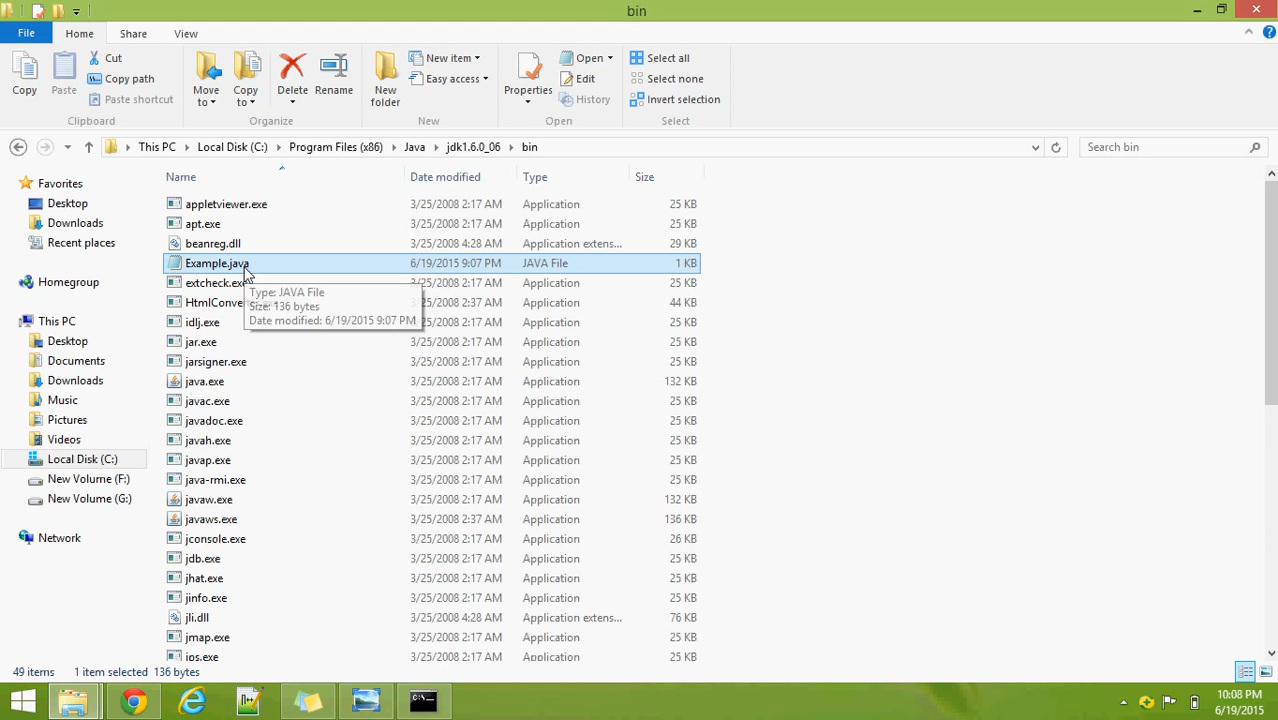 bin
File Home Share View
Copy
Paste
Cut
Copy path
Paste shortcut
Clipboard
Move to
Copy to
Delete
Rename
Organize
New folder
New item
Easy access
New
Properties
Open
Edit
History
Open
Select all
Select none
Invert selection
Select
This PC Local Disk (C:) Program Files (x86) Java jdk1.6.0_06 bin
Search bin
Favorites
Desktop
Downloads
Recent places
Homegroup
This PC
Desktop
Documents
Downloads
Music
Pictures
Videos
Local Disk (C:)
New Volume (F:)
New Volume (G:)
Network
Name Date modified Type Size
appletviewer.exe 3/25/2008 2:17 AM Application 25 KB
apt.exe 3/25/2008 2:17 AM Application 25 KB
beanreg.dll 3/25/2008 4:28 AM Application extens... 29 KB
Example.java 6/19/2015 9:07 PM JAVA File 1 KB
extcheck.exe 3/25/2008 2:17 AM Application 25 KB
3/25/2008 2:37 AM Application 44 KB
idlj.exe 3/25/2008 2:17 AM Application 25 KB
jar.exe 3/25/2008 2:17 AM Application 25 KB
jarsigner.exe 3/25/2008 2:17 AM Application 25 KB
java.exe 3/25/2008 2:17 AM Application 132 KB
javac.exe 3/25/2008 2:17 AM Application 25 KB
javadoc.exe 3/25/2008 2:17 AM Application 25 KB
javah.exe 3/25/2008 2:17 AM Application 25 KB
javap.exe 3/25/2008 2:17 AM Application 25 KB
java-rmi.exe 3/25/2008 2:17 AM Application 25 KB
javaw.exe 3/25/2008 2:17 AM Application 132 KB
javaws.exe 3/25/2008 2:37 AM Application 136 KB
jconsole.exe 3/25/2008 2:17 AM Application 25 KB
jdb.exe 3/25/2008 2:17 AM Application 25 KB
jhat.exe 3/25/2008 2:17 AM Application 25 KB
jinfo.exe 3/25/2008 2:17 AM Application 25 KB
jli.dll 3/25/2008 4:28 AM Application extens... 76 KB
jmap.exe 3/25/2008 2:17 AM Application 25 KB
jps.exe 3/25/2008 2:17 AM Application 25 KB
Type: JAVA File
Size: 136 bytes
Date modified: 6/19/2015 9:07 PM
49 items 1 item selected 136 bytes
10:08 PM
6/19/2015